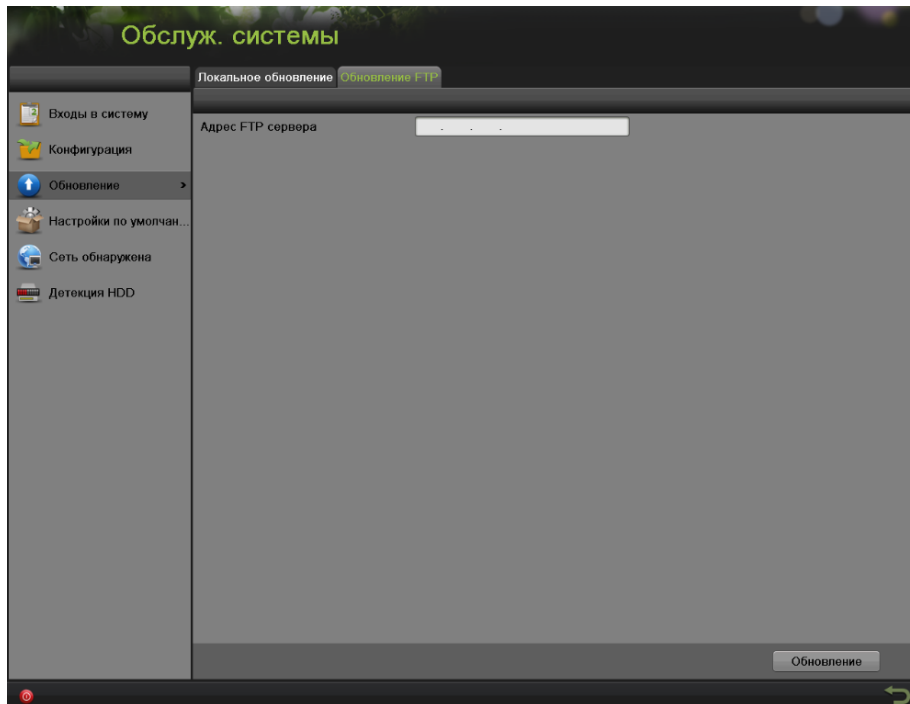 Обслуж. системы
Локальное обновление Обновление FTP
Входы в систему
Конфигурация
Обновление
Настройки по умолчан...
Сеть обнаружена
Детекция HDD
Адрес FTP сервера
. . .
Обновление